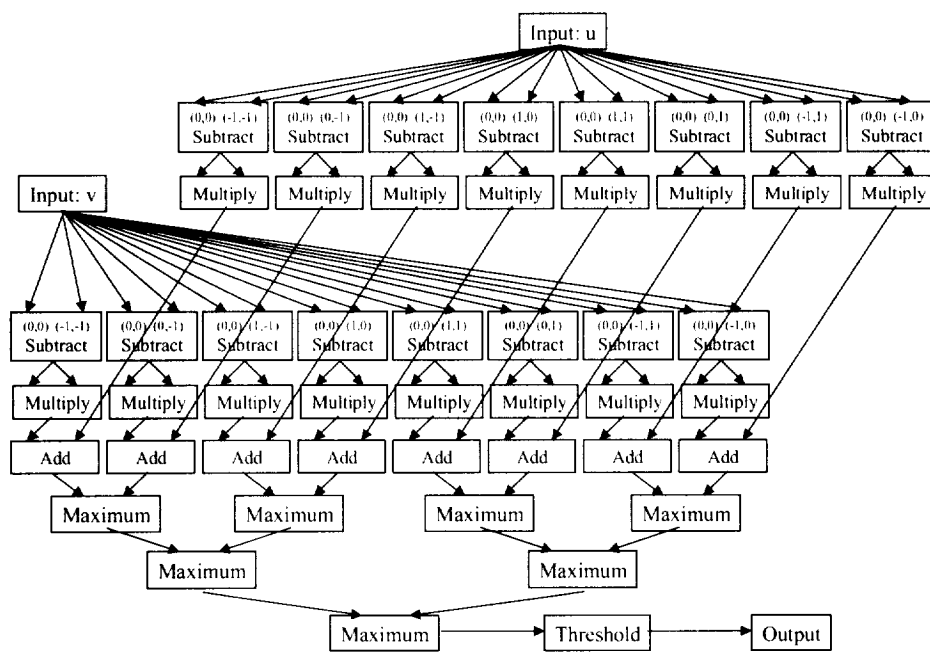 Input: u
(0,0) (-1,-1) (0,0) (0,-1) (0,0) (1,-1) (0,0) (1,0) (0,0) (1,1) (0,0) (0,1) (0,0) (-1,1) (0,0) (-1,0)
Subtract Subtract Subtract Subtract Subtract Subtract Subtract Subtract
Multiply Multiply Multiply Multiply Multiply Multiply Multiply Multiply
Input: v
(0,0) (-1,-1) (0,0) (0,-1) (0,0) (1,-1) (0,0) (1,0) (0,0) (1,1) (0,0) (0,1) (0,0) (-1,1) (0,0) (-1,0)
Subtract Subtract Subtract Subtract Subtract Subtract Subtract Subtract
Multiply Multiply Multiply Multiply Multiply Multiply Multiply Multiply
Add Add Add Add Add Add Add Add
Maximum Maximum Maximum Maximum
Maximum Maximum
Maximum Threshold Output